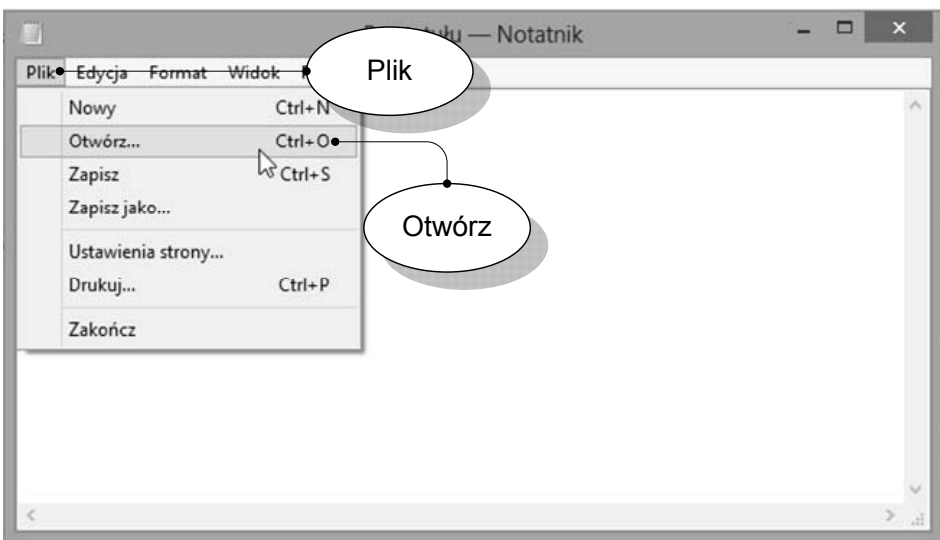 tułu — Notatnik
Plik Edycja Format Widok
Plik
Nowy Ctrl+N
Otwórz... Ctrl+O
Zapisz Ctrl+S
Zapisz jako...
Otwórz
Ustawienia strony...
Drukuj... Ctrl+P
Zakończ